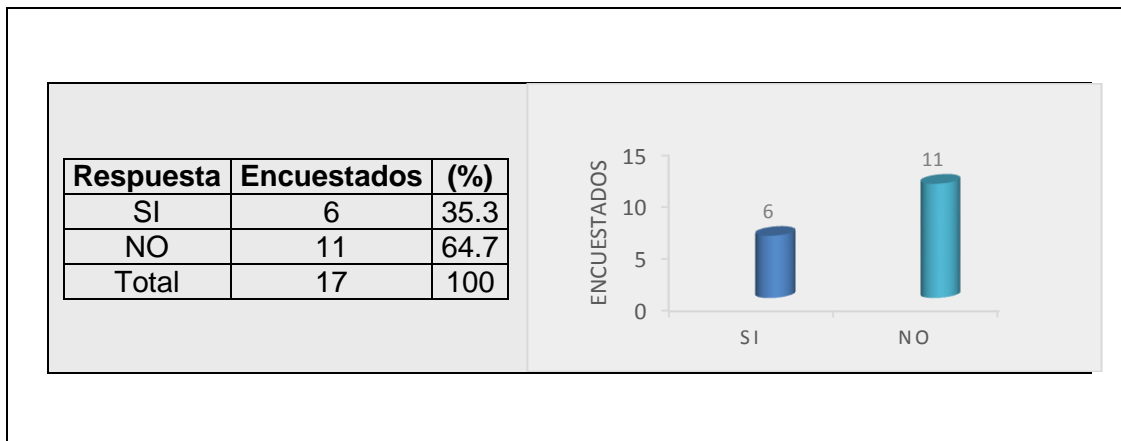 Respuesta Encuestados (%)
SI 6 35.3
NO 11 64.7
Total 17 100
ENCUESTADOS
15
10
5
0
6
11
SI NO